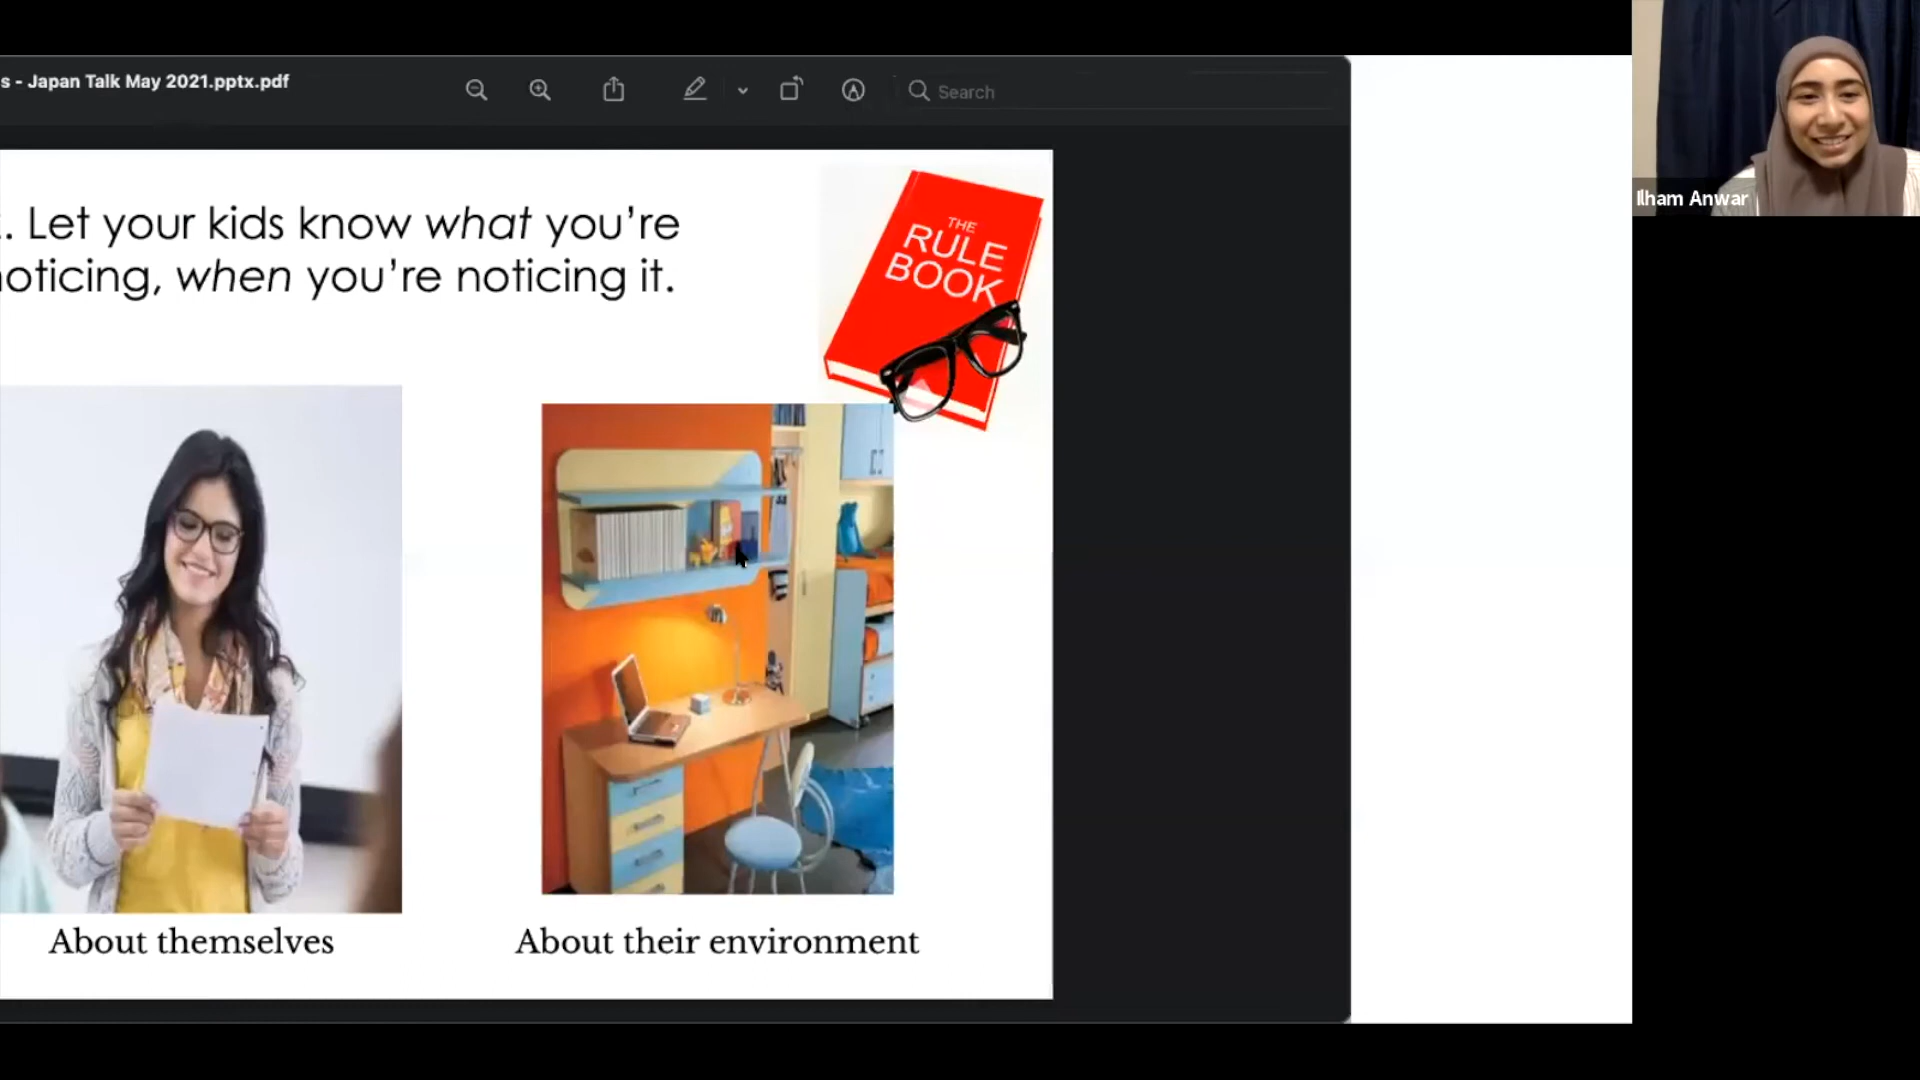 s - Japan Talk May 2021.pptx.pdf
Search
. Let your kids know what you’re
noticing, when you’re noticing it.
THE
RULE
BOOK
About themselves
About their environment
Ilham Anwar